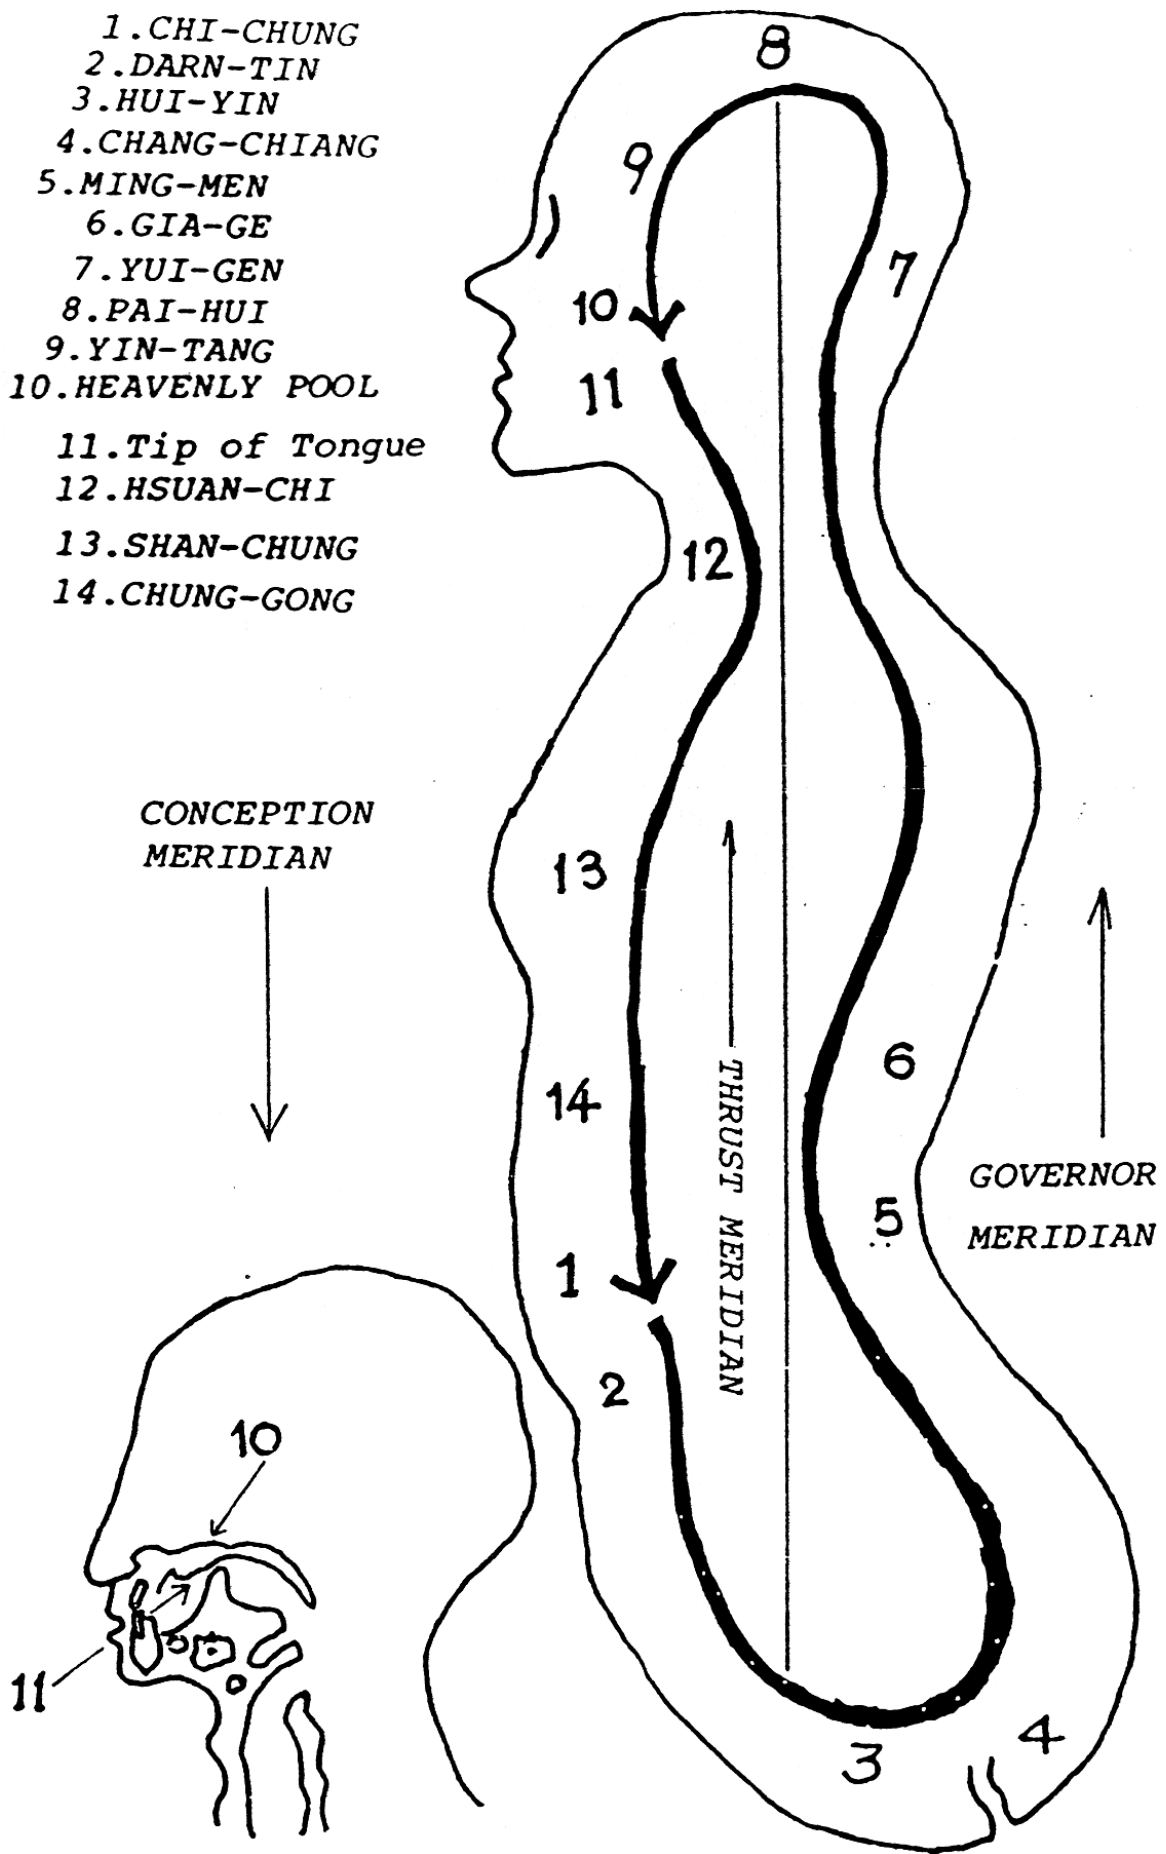 1.CHI-CHUNG
2.DARN-TIN
3.HUI-YIN
4.CHANG-CHIANG
5.MING-MEN
6.GIA-GE
7.YUI-GEN
8.PAI-HUI
9.YIN-TANG
10.HEAVENLY POOL
11.Tip of Tongue
12.HSUAN-CHI
13.SHAN-CHUNG
14.CHUNG-GONG
8
9
7
10
11
12
CONCEPTION
MERIDIAN
13
6
14
THRUST MERIDIAN
GOVERNOR
MERIDIAN
5
1
2
10
11
3
4